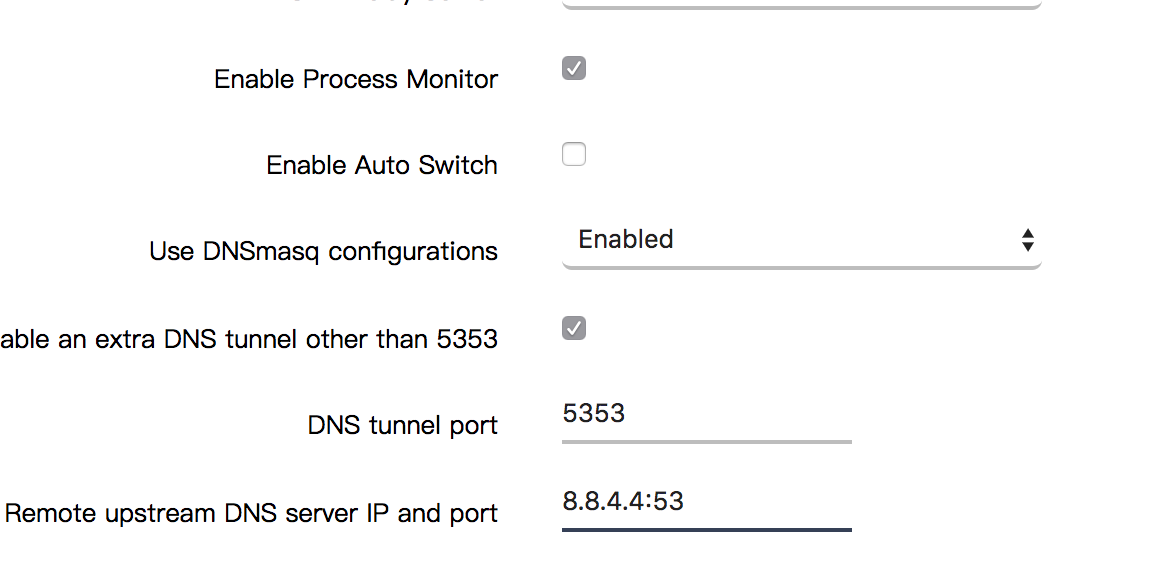 Enable Process Monitor
Enable Auto Switch
Use DNSmasq configurations Enabled
able an extra DNS tunnel other than 5353
DNS tunnel port 5353
Remote upstream DNS server IP and port 8.8.4.4:53